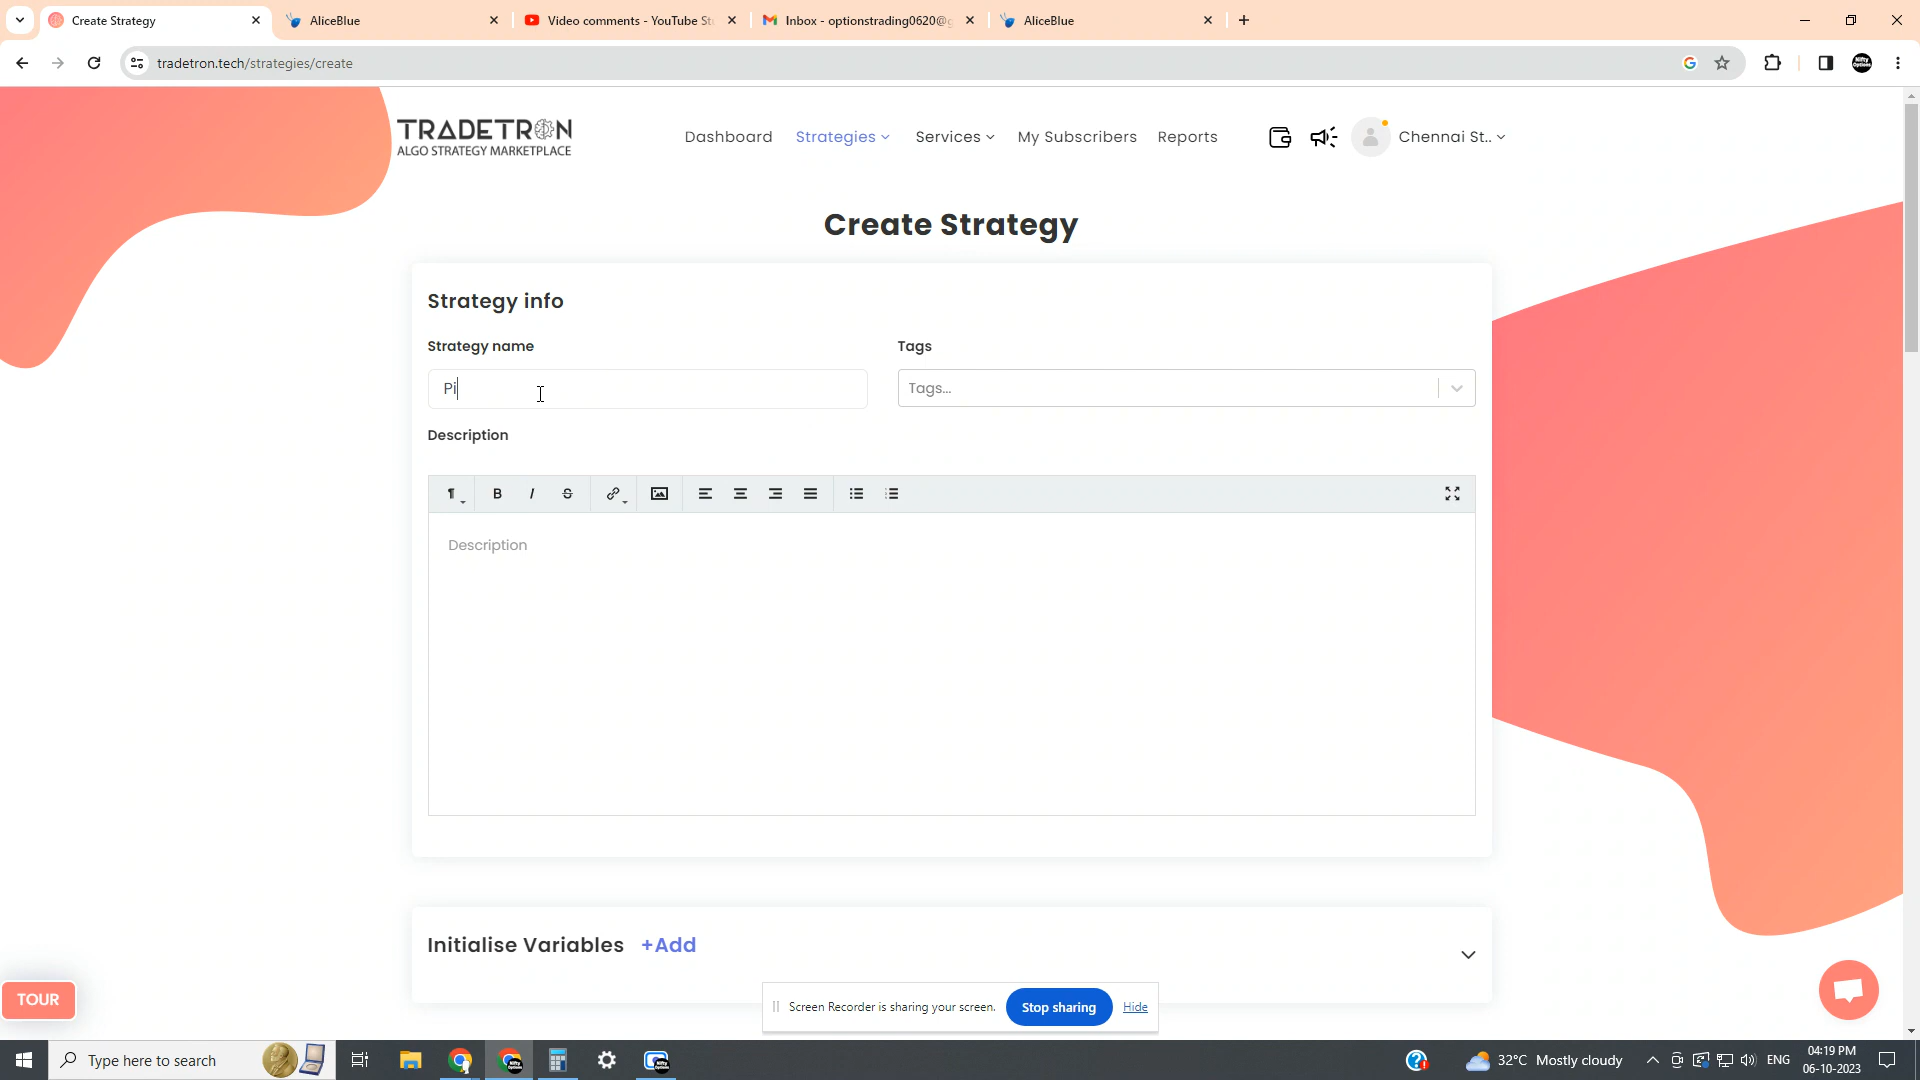 Create Strategy
AliceBlue
Video comments - YouTube St
Inbox - optionstrading0620@g
AliceBlue
tradetron.tech/strategies/create
TRADETRON
ALGO STRATEGY MARKETPLACE
Dashboard
Strategies
Services
My Subscribers
Reports
Chennai St..
Create Strategy
Strategy info
Strategy name
Tags
Pi
Tags...
Description
B I S
Description
Initialise Variables +Add
TOUR
Screen Recorder is sharing your screen.
Stop sharing
Hide
Type here to search
32°C Mostly cloudy
ENG
04:19 PM
06-10-2023